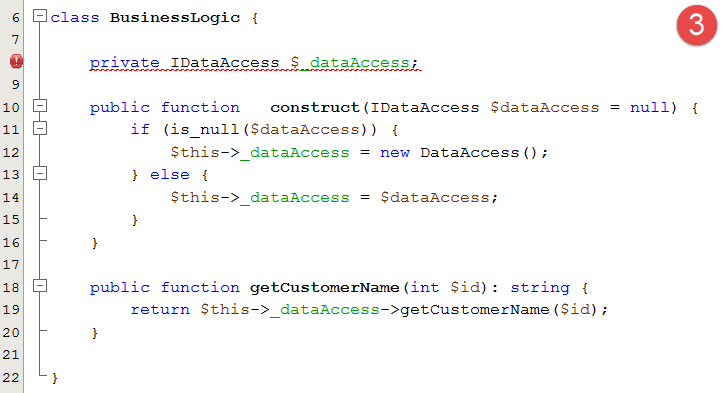 3
6 class BusinessLogic {
7
private IDataAccess $_dataAccess;
9
10 public function   construct(IDataAccess $dataAccess = null) {
11 if (is_null($dataAccess)) {
12 $this->_dataAccess = new DataAccess();
13 } else {
14 $this->_dataAccess = $dataAccess;
15 }
16 }
17
18 public function getCustomerName(int $id): string {
19 return $this->_dataAccess->getCustomerName($id);
20 }
21
22 }